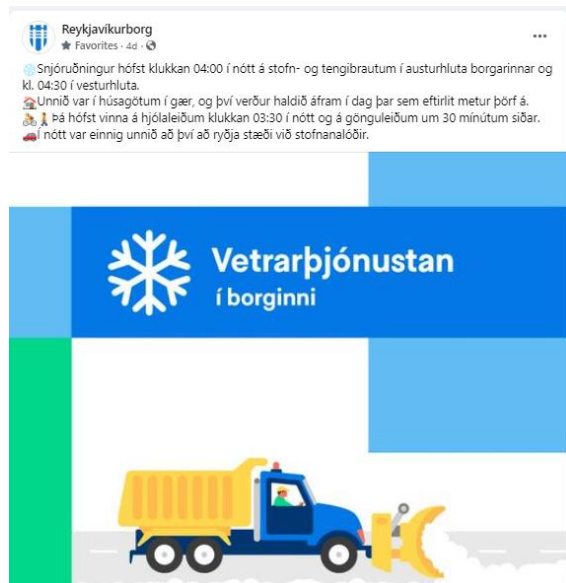 Reykjavíkurborg
★ Favorites · 4d ·
❄️Snjóruðningur hófst klukkan 04:00 í nótt á stofn- og tengibrautum í austurhluta borgarinnar og
kl. 04:30 í vesturhluta.
🏠Unnið var í húsagötum í gær, og því verður haldið áfram í dag þar sem eftirlit metur þörf á.
🚴🚶Þá hófst vinna á hjólaleiðum klukkan 03:30 í nótt og á gönguleiðum um 30 mínútum síðar.
🚗Í nótt var einnig unnið að því að ryðja stæði við stofnanalóðir.
Vetrarþjónustan
í borginni